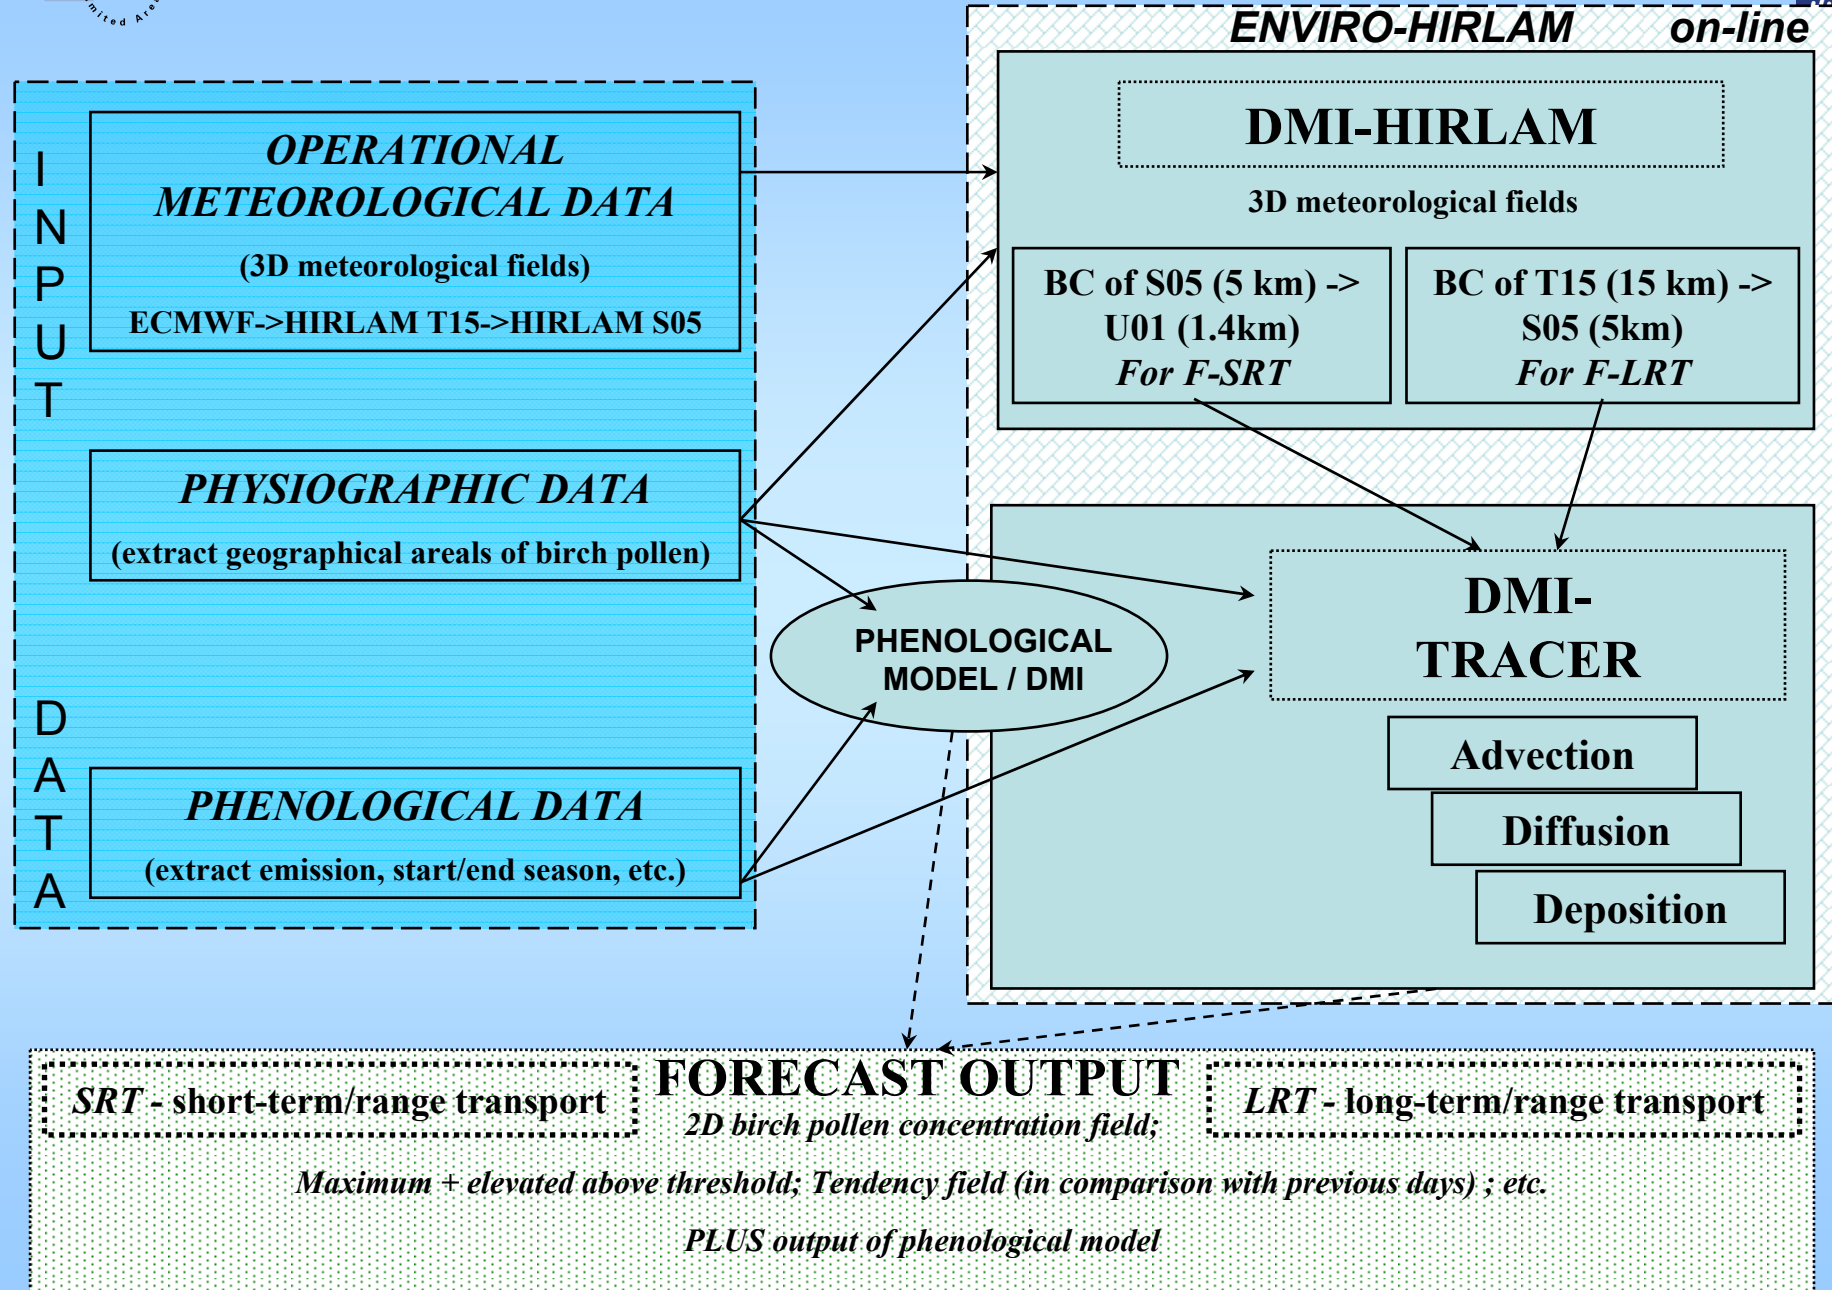 mited Are
ENVIRO-HIRLAM on-line
INPUT
DATA
OPERATIONAL
METEOROLOGICAL DATA
(3D meteorological fields)
ECMWF->HIRLAM T15->HIRLAM S05
PHYSIOGRAPHIC DATA
(extract geographical areals of birch pollen)
PHENOLOGICAL DATA
(extract emission, start/end season, etc.)
DMI-HIRLAM
3D meteorological fields
BC of S05 (5 km) ->
U01 (1.4km)
For F-SRT
BC of T15 (15 km) ->
S05 (5km)
For F-LRT
PHENOLOGICAL
MODEL / DMI
DMI-
TRACER
Advection
Diffusion
Deposition
FORECAST OUTPUT
SRT - short-term/range transport
LRT - long-term/range transport
2D birch pollen concentration field;
Maximum + elevated above threshold; Tendency field (in comparison with previous days) ; etc.
PLUS output of phenological model